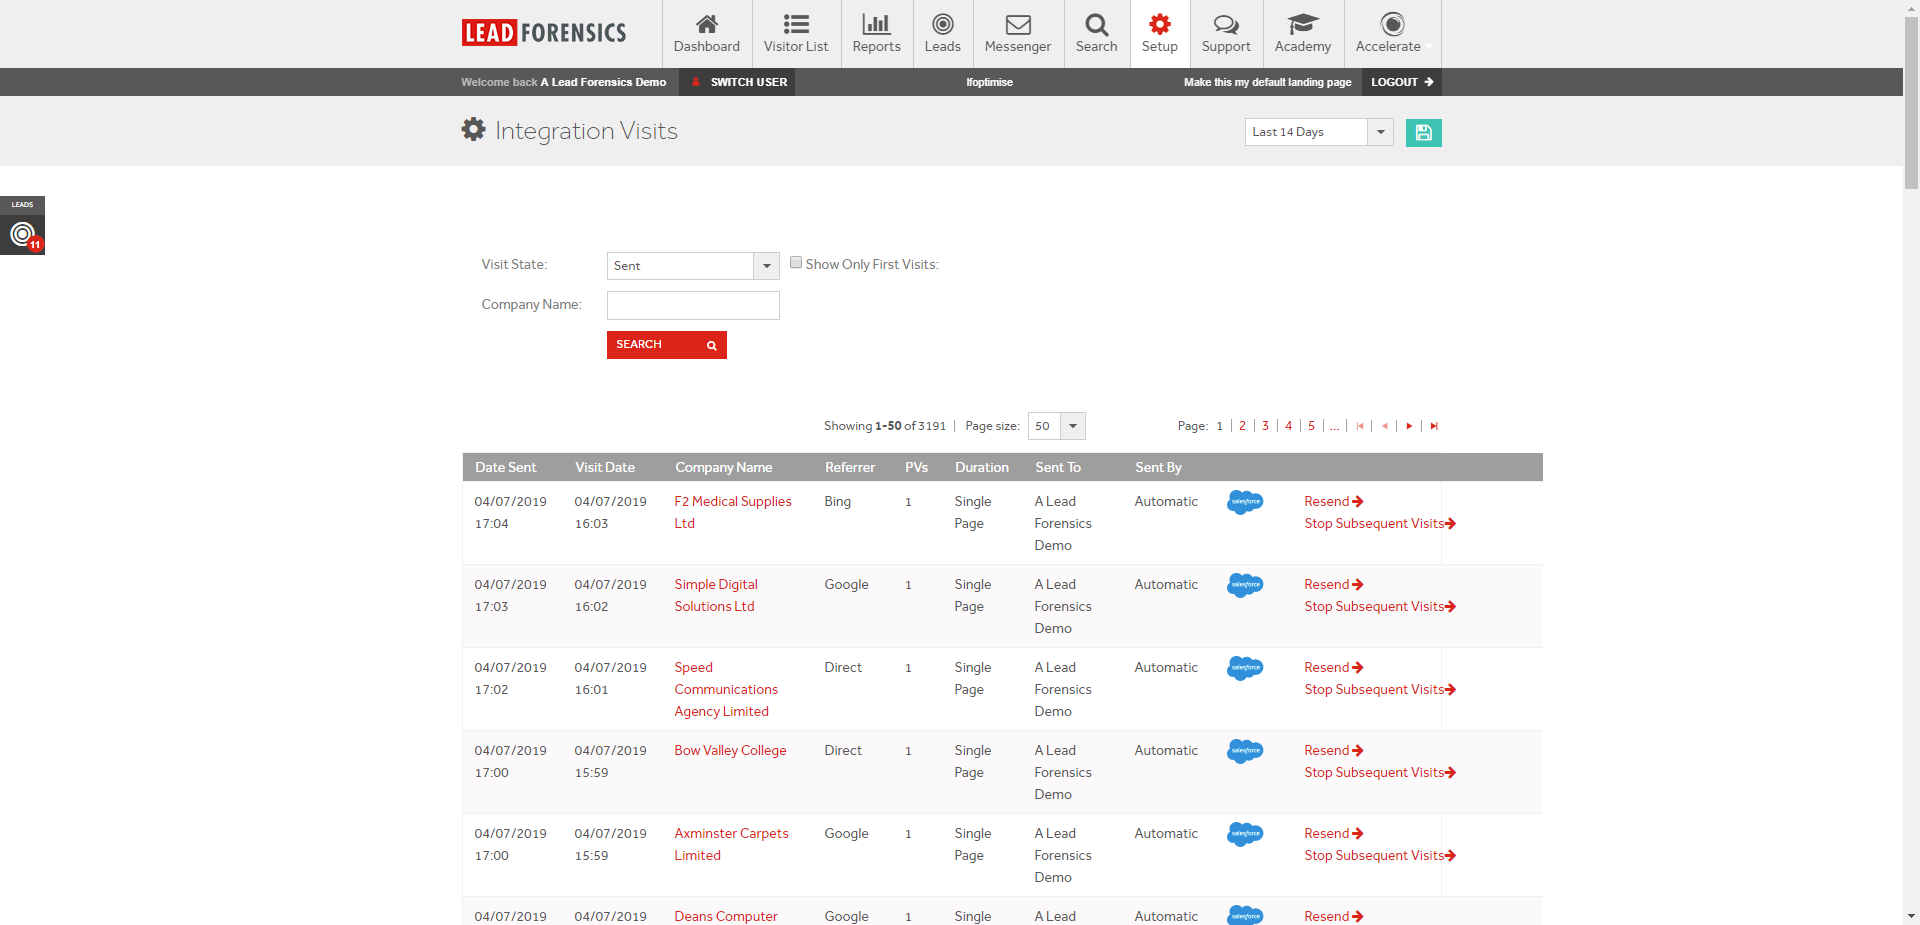 LEAD FORENSICS
Dashboard
Visitor List
Reports
Leads
Messenger
Search
Setup
Support
Academy
Accelerate
Welcome back A Lead Forensics Demo
SWITCH USER
lfoptimise
Make this my default landing page
LOGOUT
Integration Visits
Last 14 Days
LEADS
11
Visit State:
Sent
Show Only First Visits:
Company Name:
SEARCH
Showing 1-50 of 3191 | Page size: 50
Page: 1 | 2 | 3 | 4 | 5 | ... |
Date Sent Visit Date Company Name Referrer PVs Duration Sent To Sent By
04/07/2019 04/07/2019 F2 Medical Supplies Bing 1 Single A Lead Automatic salesforce Resend
17:04 16:03 Ltd Page Forensics Stop Subsequent Visits
Demo
04/07/2019 04/07/2019 Simple Digital Google 1 Single A Lead Automatic salesforce Resend
17:03 16:02 Solutions Ltd Page Forensics Stop Subsequent Visits
Demo
04/07/2019 04/07/2019 Speed Direct 1 Single A Lead Automatic salesforce Resend
17:02 16:01 Communications Page Forensics Stop Subsequent Visits
Agency Limited Demo
04/07/2019 04/07/2019 Bow Valley College Direct 1 Single A Lead Automatic salesforce Resend
17:00 15:59 Page Forensics Stop Subsequent Visits
Demo
04/07/2019 04/07/2019 Axminster Carpets Google 1 Single A Lead Automatic salesforce Resend
17:00 15:59 Limited Page Forensics Stop Subsequent Visits
Demo
04/07/2019 04/07/2019 Deans Computer Google 1 Single A Lead Automatic salesforce Resend